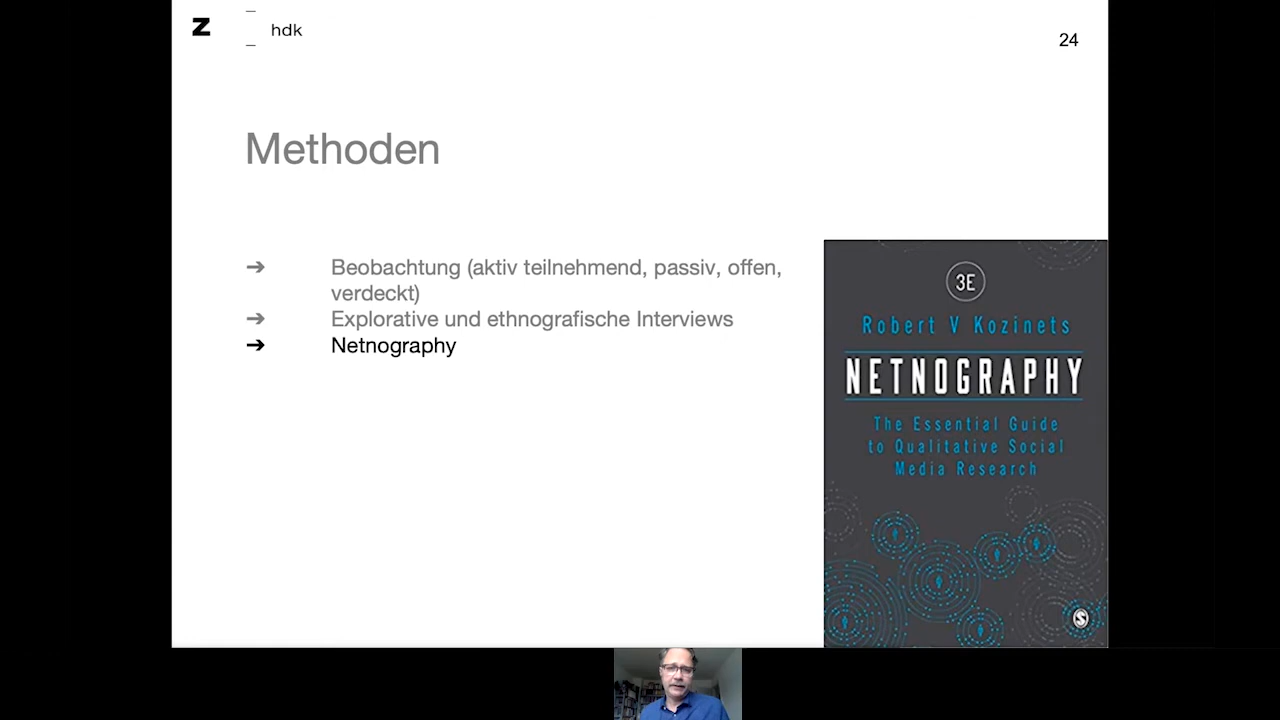 Z hdk
24
Methoden
➔ Beobachtung (aktiv teilnehmend, passiv, offen,
verdeckt)
➔ Explorative und ethnografische Interviews
➔ Netnography
3E
Robert V Kozinets
NETNOGRAPHY
The Essential Guide
to Qualitative Social
Media Research
S